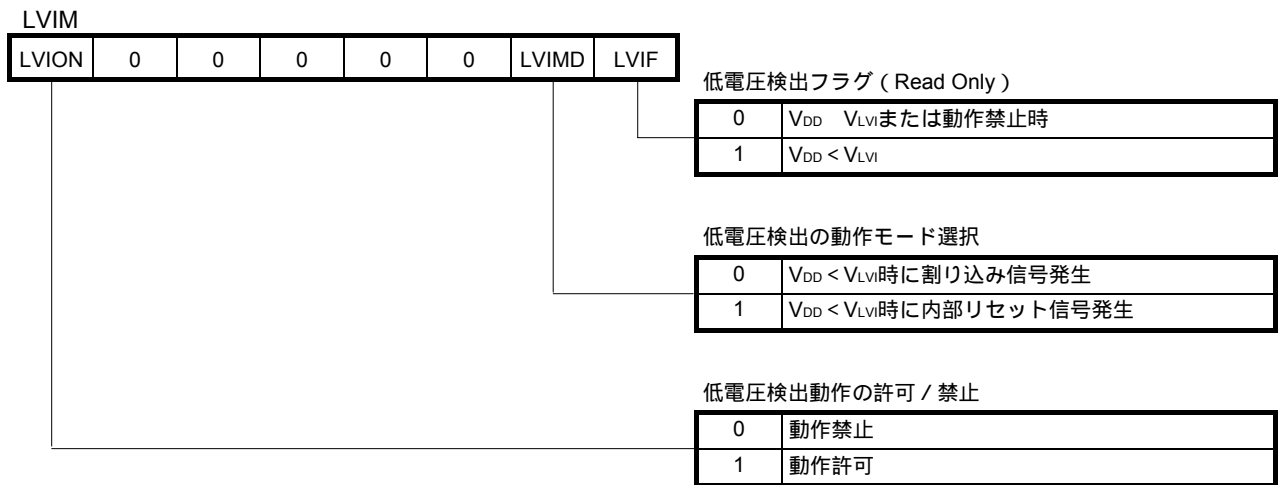 LVIM
LVION 0 0 0 0 0 LVIMD LVIF
低電圧検出フラグ（Read Only）
0 VDD VLVIまたは動作禁止時
1 VDD < VLVI
低電圧検出の動作モード選択
0 VDD < VLVI時に割り込み信号発生
1 VDD < VLVI時に内部リセット信号発生
低電圧検出動作の許可／禁止
0 動作禁止
1 動作許可